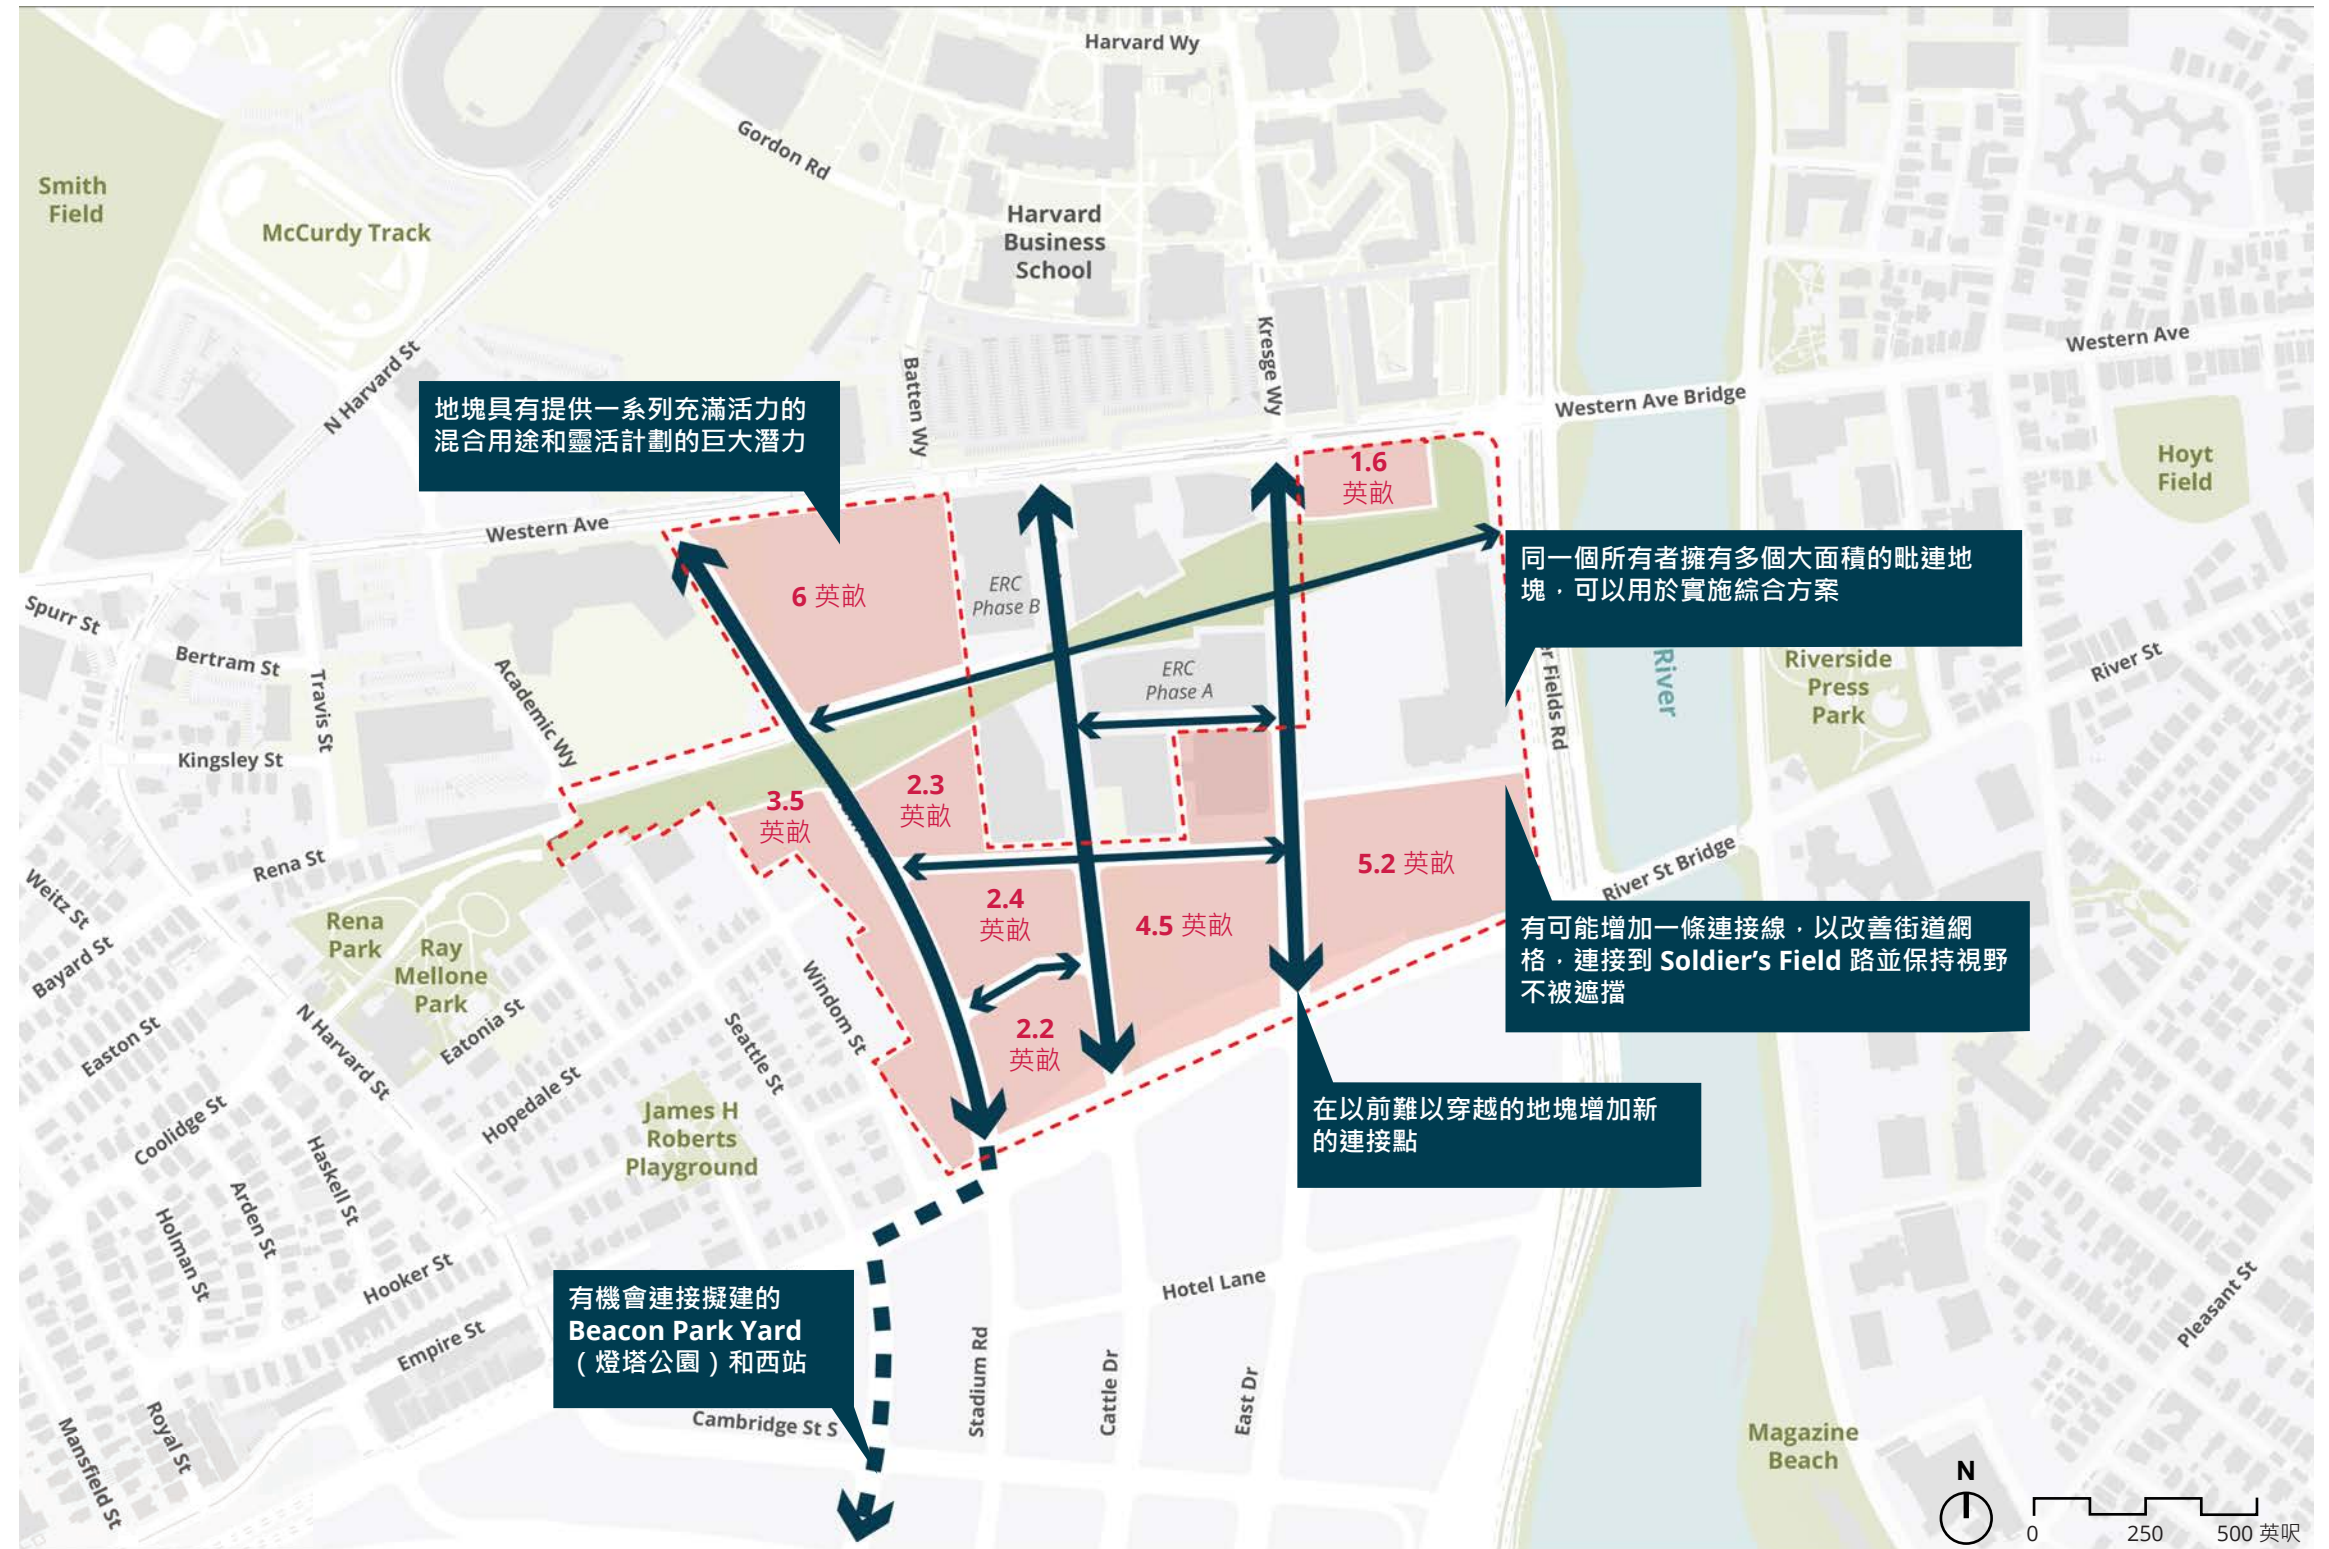 Harvard Wy
Gordon Rd
Smith
Field
McCurdy Track
Harvard
Business
School
N Harvard St
Batten Wy
Kresge Wy
Western Ave
Western Ave Bridge
Hoyt
Field
地塊具有提供一系列充滿活力的
混合用途和靈活計劃的巨大潛力
1.6
英畝
Western Ave
6 英畝
ERC
Phase B
同一個所有者擁有多個大面積的毗連地
塊，可以用於實施綜合方案
Spurr St
Bertram St
Travis St
Academic Wy
Kingsley St
ERC
Phase A
er Fields Rd
River
Riverside
Press
Park
River St
3.5
英畝
2.3
英畝
Rena St
5.2 英畝
River St Bridge
Weitz St
Bayard St
Rena
Park
Ray
Mellone
Park
2.4
英畝
4.5 英畝
有可能增加一條連接線，以改善街道網
格，連接到 Soldier’s Field 路並保持視野
不被遮擋
Easton St
N Harvard St
Eatonia St
Windom St
Seattle St
2.2
英畝
Coolidge St
Hopedale St
James H
Roberts
Playground
在以前難以穿越的地塊增加新
的連接點
Haskell St
Arden St
Holman St
Hooker St
Empire St
有機會連接擬建的
Beacon Park Yard
（燈塔公園）和西站
Hotel Lane
Pleasant St
Stadium Rd
Cattle Dr
East Dr
Cambridge St S
Royal St
Mansfield St
Magazine
Beach
N
0
250
500 英呎